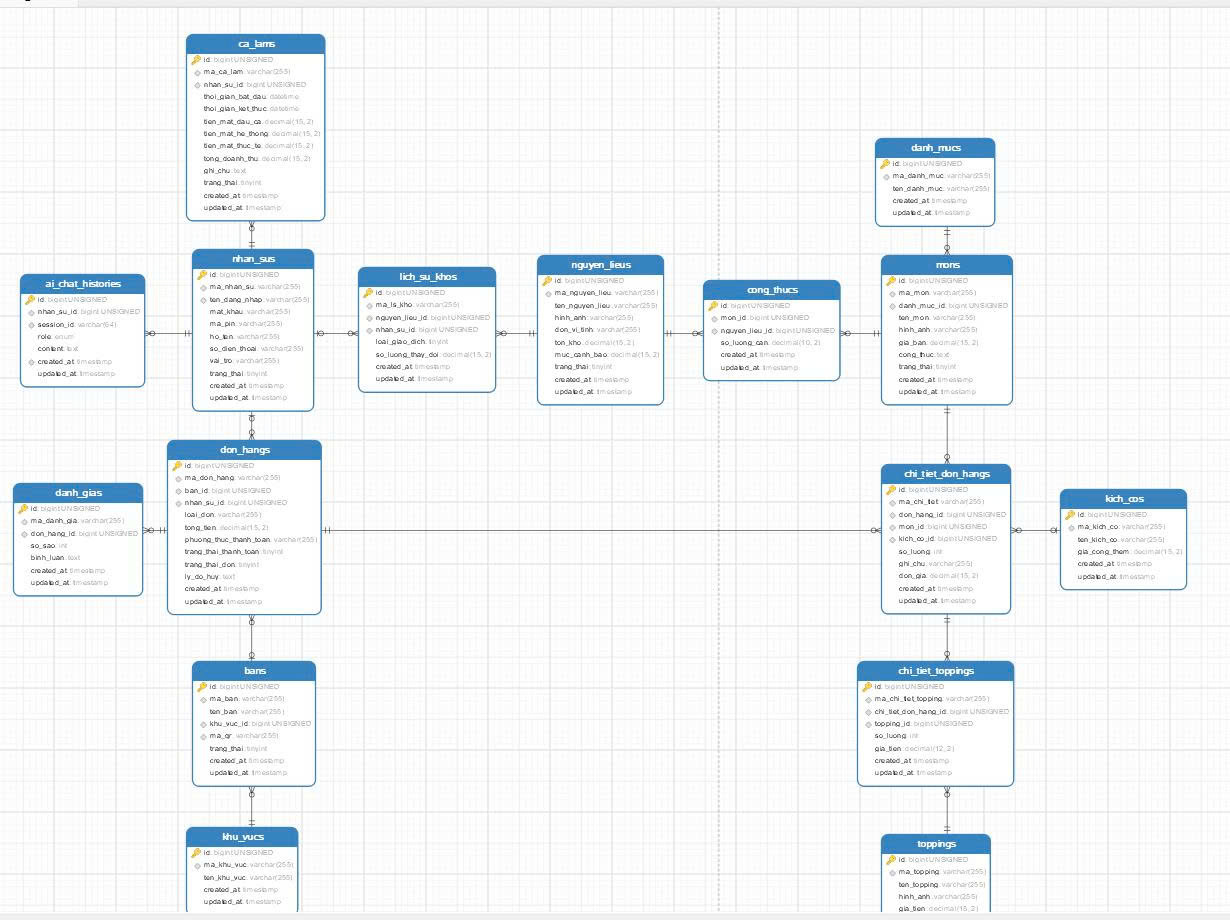 ca_lams
id: bigint UNSIGNED
ma_ca_lam: varchar(255)
nhan_su_id: bigint UNSIGNED
thoi_gian_bat_dau: datetime
thoi_gian_ket_thuc: datetime
tien_mat_dau_ca: decimal(15, 2)
tien_mat_he_thong: decimal(15, 2)
tien_mat_thuc_te: decimal(15, 2)
tong_doanh_thu: decimal(15, 2)
ghi_chu: text
trang_thai: tinyint
created_at: timestamp
updated_at: timestamp
danh_mucs
id: bigint UNSIGNED
ma_danh_muc: varchar(255)
ten_danh_muc: varchar(255)
created_at: timestamp
updated_at: timestamp
ai_chat_histories
id: bigint UNSIGNED
nhan_su_id: bigint UNSIGNED
session_id: varchar(64)
role: enum
content: text
created_at: timestamp
updated_at: timestamp
nhan_sus
id: bigint UNSIGNED
ma_nhan_su: varchar(255)
ten_dang_nhap: varchar(255)
mat_khau: varchar(255)
ma_pin: varchar(255)
ho_ten: varchar(255)
so_dien_thoai: varchar(255)
vai_tro: varchar(255)
trang_thai: tinyint
created_at: timestamp
updated_at: timestamp
lich_su_khos
id: bigint UNSIGNED
ma_ls_kho: varchar(255)
nguyen_lieu_id: bigint UNSIGNED
nhan_su_id: bigint UNSIGNED
loai_giao_dich: tinyint
so_luong_thay_doi: decimal(15, 2)
created_at: timestamp
updated_at: timestamp
nguyen_lieus
id: bigint UNSIGNED
ma_nguyen_lieu: varchar(255)
ten_nguyen_lieu: varchar(255)
hinh_anh: varchar(255)
don_vi_tinh: varchar(255)
ton_kho: decimal(15, 2)
muc_canh_bao: decimal(15, 2)
trang_thai: tinyint
created_at: timestamp
updated_at: timestamp
cong_thucs
id: bigint UNSIGNED
mon_id: bigint UNSIGNED
nguyen_lieu_id: bigint UNSIGNED
so_luong_can: decimal(10, 2)
created_at: timestamp
updated_at: timestamp
mons
id: bigint UNSIGNED
ma_mon: varchar(255)
danh_muc_id: bigint UNSIGNED
ten_mon: varchar(255)
hinh_anh: varchar(255)
gia_ban: decimal(15, 2)
cong_thuc: text
trang_thai: tinyint
created_at: timestamp
updated_at: timestamp
danh_gias
id: bigint UNSIGNED
ma_danh_gia: varchar(255)
don_hang_id: bigint UNSIGNED
so_sao: int
binh_luan: text
created_at: timestamp
updated_at: timestamp
don_hangs
id: bigint UNSIGNED
ma_don_hang: varchar(255)
ban_id: bigint UNSIGNED
nhan_su_id: bigint UNSIGNED
loai_don: varchar(255)
tong_tien: decimal(15, 2)
phuong_thuc_thanh_toan: varchar(255)
trang_thai_thanh_toan: tinyint
trang_thai_don: tinyint
ly_do_huy: text
created_at: timestamp
updated_at: timestamp
chi_tiet_don_hangs
id: bigint UNSIGNED
ma_chi_tiet: varchar(255)
don_hang_id: bigint UNSIGNED
mon_id: bigint UNSIGNED
kich_co_id: bigint UNSIGNED
so_luong: int
ghi_chu: varchar(255)
don_gia: decimal(15, 2)
created_at: timestamp
updated_at: timestamp
kich_cos
id: bigint UNSIGNED
ma_kich_co: varchar(255)
ten_kich_co: varchar(255)
gia_cong_them: decimal(15, 2)
created_at: timestamp
updated_at: timestamp
bans
id: bigint UNSIGNED
ma_ban: varchar(255)
ten_ban: varchar(255)
khu_vuc_id: bigint UNSIGNED
ma_qr: varchar(255)
trang_thai: tinyint
created_at: timestamp
updated_at: timestamp
chi_tiet_toppings
id: bigint UNSIGNED
ma_chi_tiet_topping: varchar(255)
chi_tiet_don_hang_id: bigint UNSIGNED
topping_id: bigint UNSIGNED
so_luong: int
gia_tien: decimal(12, 2)
created_at: timestamp
updated_at: timestamp
khu_vucs
id: bigint UNSIGNED
ma_khu_vuc: varchar(255)
ten_khu_vuc: varchar(255)
created_at: timestamp
updated_at: timestamp
toppings
id: bigint UNSIGNED
ma_topping: varchar(255)
ten_topping: varchar(255)
hinh_anh: varchar(255)
gia_tien: decimal(15, 2)